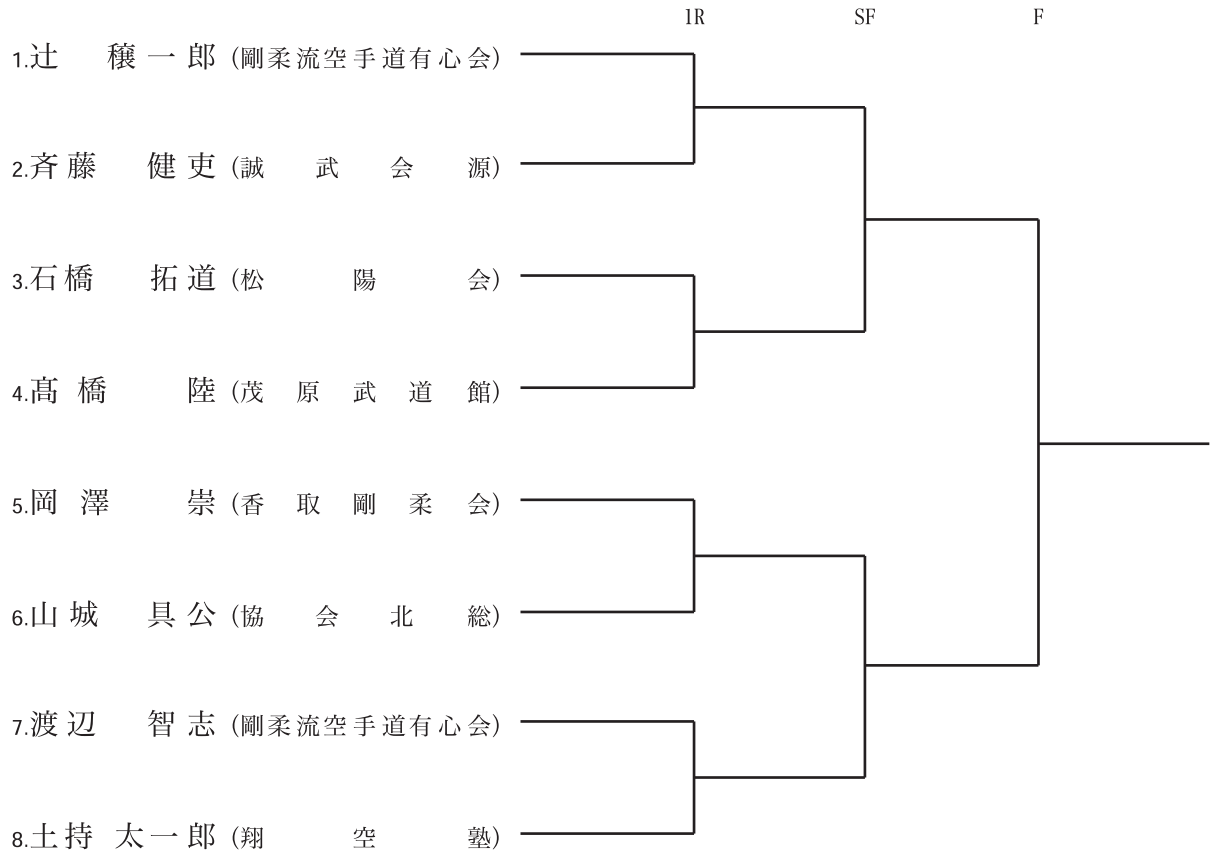 1R SF F
1.辻 穣一郎 (剛柔流空手道有心会)
2.斉藤 健吏 (誠武会源)
3.石橋 拓道 (松陽会)
4.髙橋 陸 (茂原武道館)
5.岡澤 崇 (香取剛柔会)
6.山城 具公 (協会北総)
7.渡辺 智志 (剛柔流空手道有心会)
8.土持 太一郎 (翔空塾)